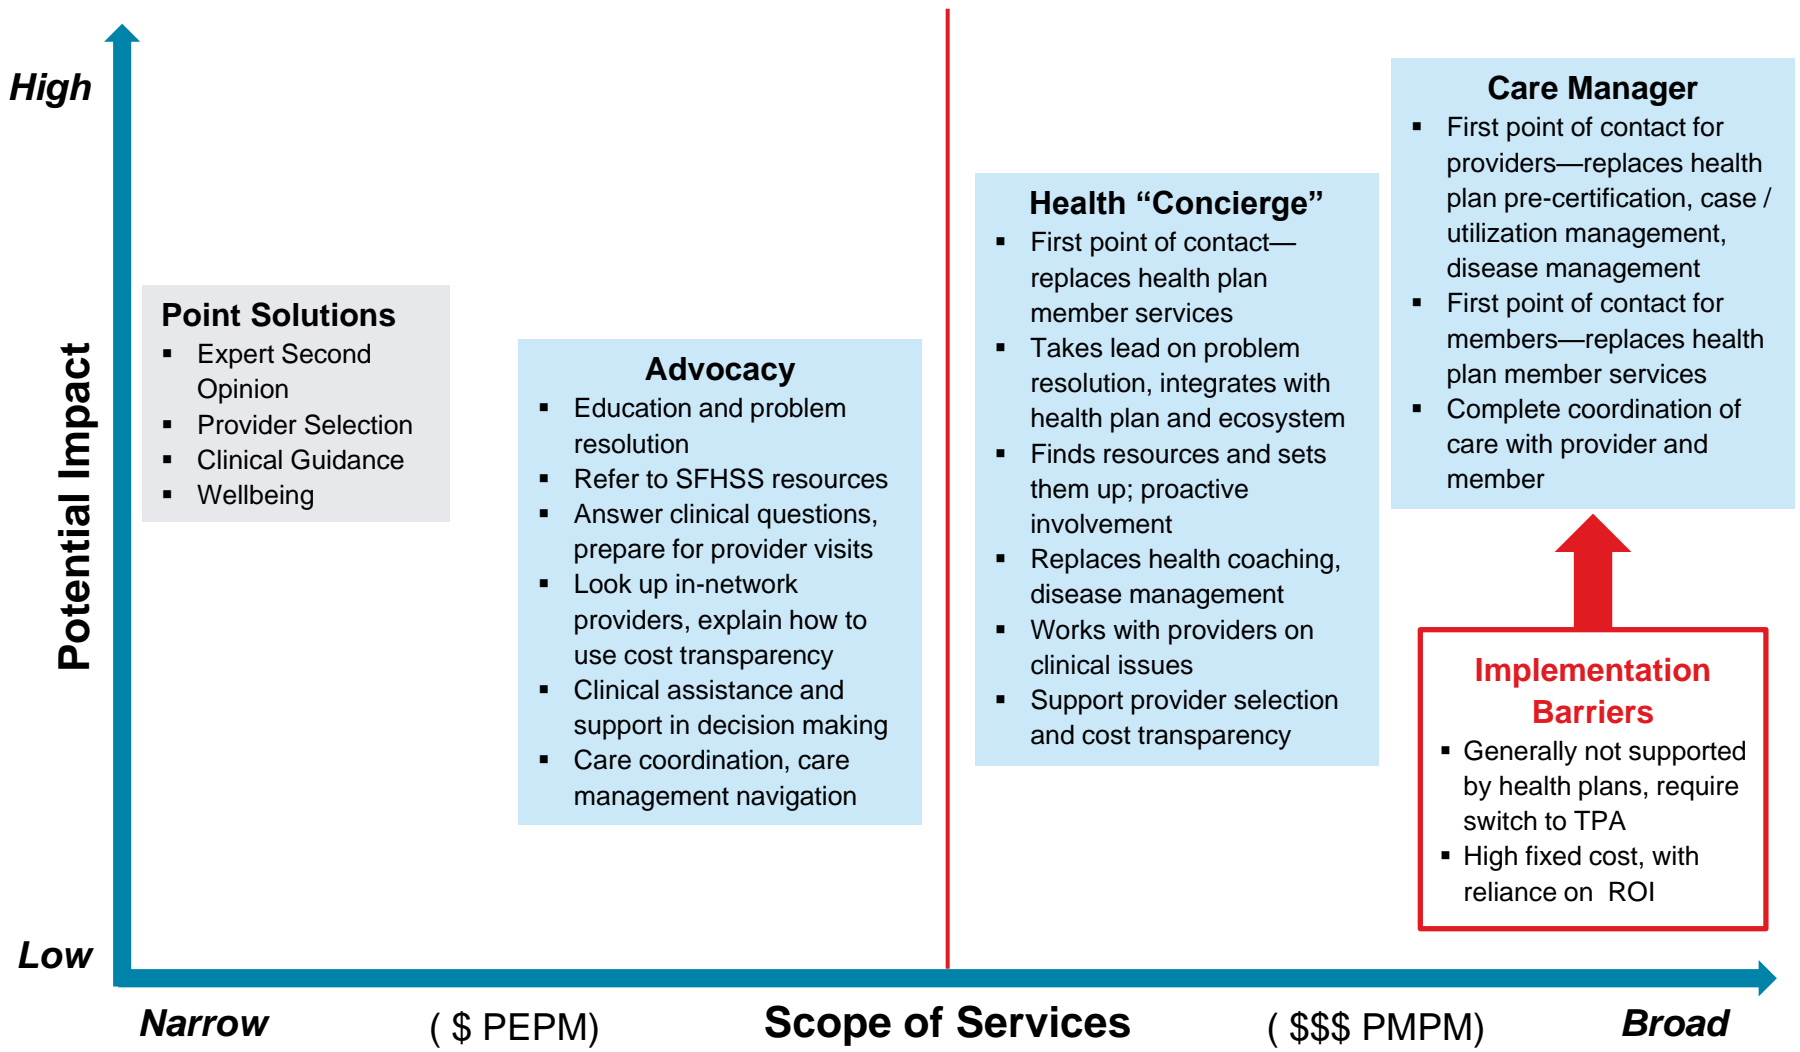 High
Potential Impact
Low
Point Solutions
▪ Expert Second
Opinion
▪ Provider Selection
▪ Clinical Guidance
▪ Wellbeing
Advocacy
▪ Education and problem
resolution
▪ Refer to SFHSS resources
▪ Answer clinical questions,
prepare for provider visits
▪ Look up in-network
providers, explain how to
use cost transparency
▪ Clinical assistance and
support in decision making
▪ Care coordination, care
management navigation
Health “Concierge”
▪ First point of contact—
replaces health plan
member services
▪ Takes lead on problem
resolution, integrates with
health plan and ecosystem
▪ Finds resources and sets
them up; proactive
involvement
▪ Replaces health coaching,
disease management
▪ Works with providers on
clinical issues
▪ Support provider selection
and cost transparency
Care Manager
▪ First point of contact for
providers—replaces health
plan pre-certification, case /
utilization management,
disease management
▪ First point of contact for
members—replaces health
plan member services
▪ Complete coordination of
care with provider and
member
Implementation
Barriers
▪ Generally not supported
by health plans, require
switch to TPA
▪ High fixed cost, with
reliance on ROI
Narrow ( $ PEPM) Scope of Services ( $$$ PMPM) Broad